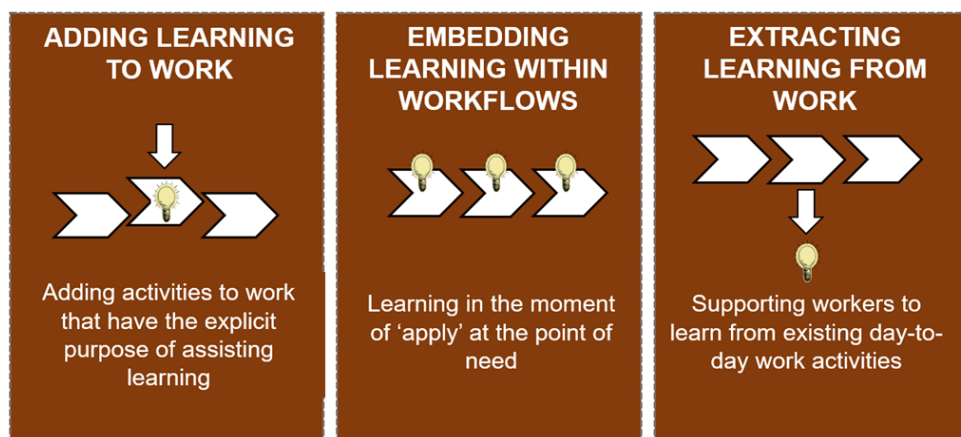 ADDING LEARNING
TO WORK
Adding activities to work
that have the explicit
purpose of assisting
learning
EMBEDDING
LEARNING WITHIN
WORKFLOWS
Learning in the moment
of ‘apply’ at the point of
need
EXTRACTING
LEARNING FROM
WORK
Supporting workers to
learn from existing day-to-
day work activities